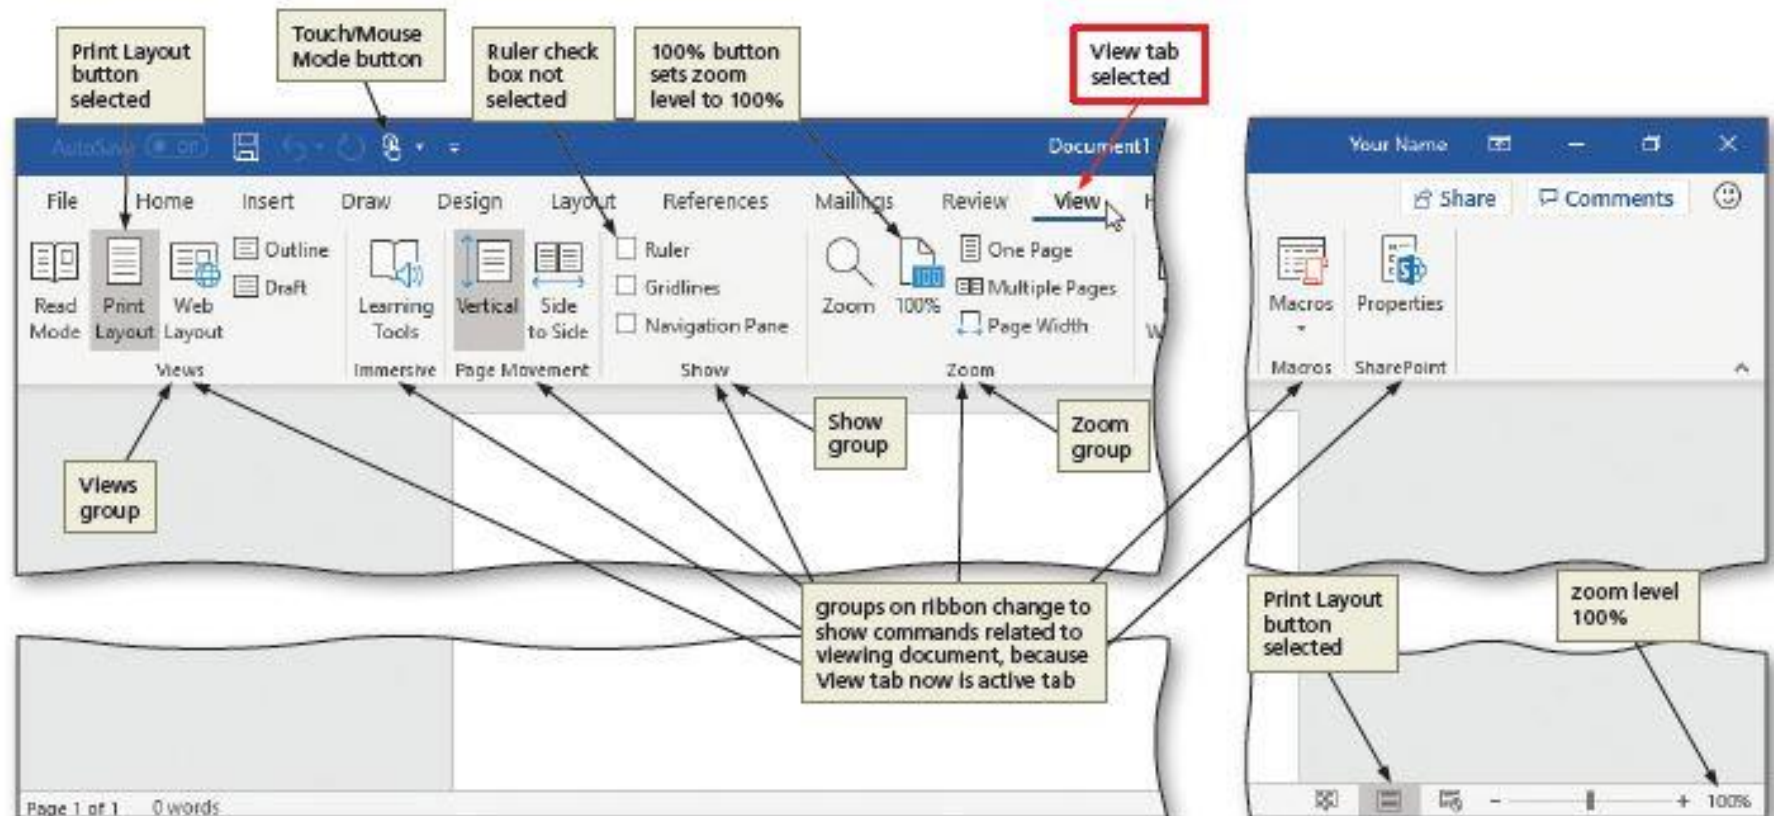 Print Layout
button
selected
Touch/Mouse
Mode button
Ruler check
box not
selected
100% button
sets zoom
level to 100%
View tab
selected
AutoSave Off
Document1
Your Name
File Home Insert Draw Design Layout References Mailings Review View H
Share Comments
Read
Mode
Print
Layout
Web
Layout
Outline
Draft
Learning
Tools
Vertical
Side
to Side
Ruler
Gridlines
Navigation Pane
Zoom
100
100%
One Page
Multiple Pages
Page Width
W
Macros
Properties
Views Immersive Page Movement Show Zoom Macros SharePoint
Views
group
Show
group
Zoom
group
groups on ribbon change to
show commands related to
viewing document, because
View tab now is active tab
Print Layout
button
selected
zoom level
100%
Page 1 of 1 0 words
100%